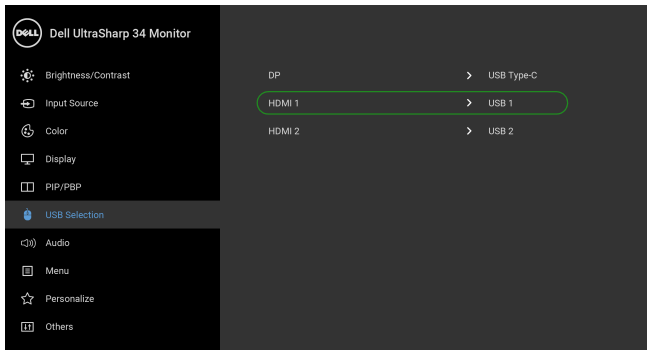 DELL Dell UltraSharp 34 Monitor
Brightness/Contrast
Input Source
Color
Display
PIP/PBP
USB Selection
Audio
Menu
Personalize
Others
DP USB Type-C
HDMI 1 USB 1
HDMI 2 USB 2